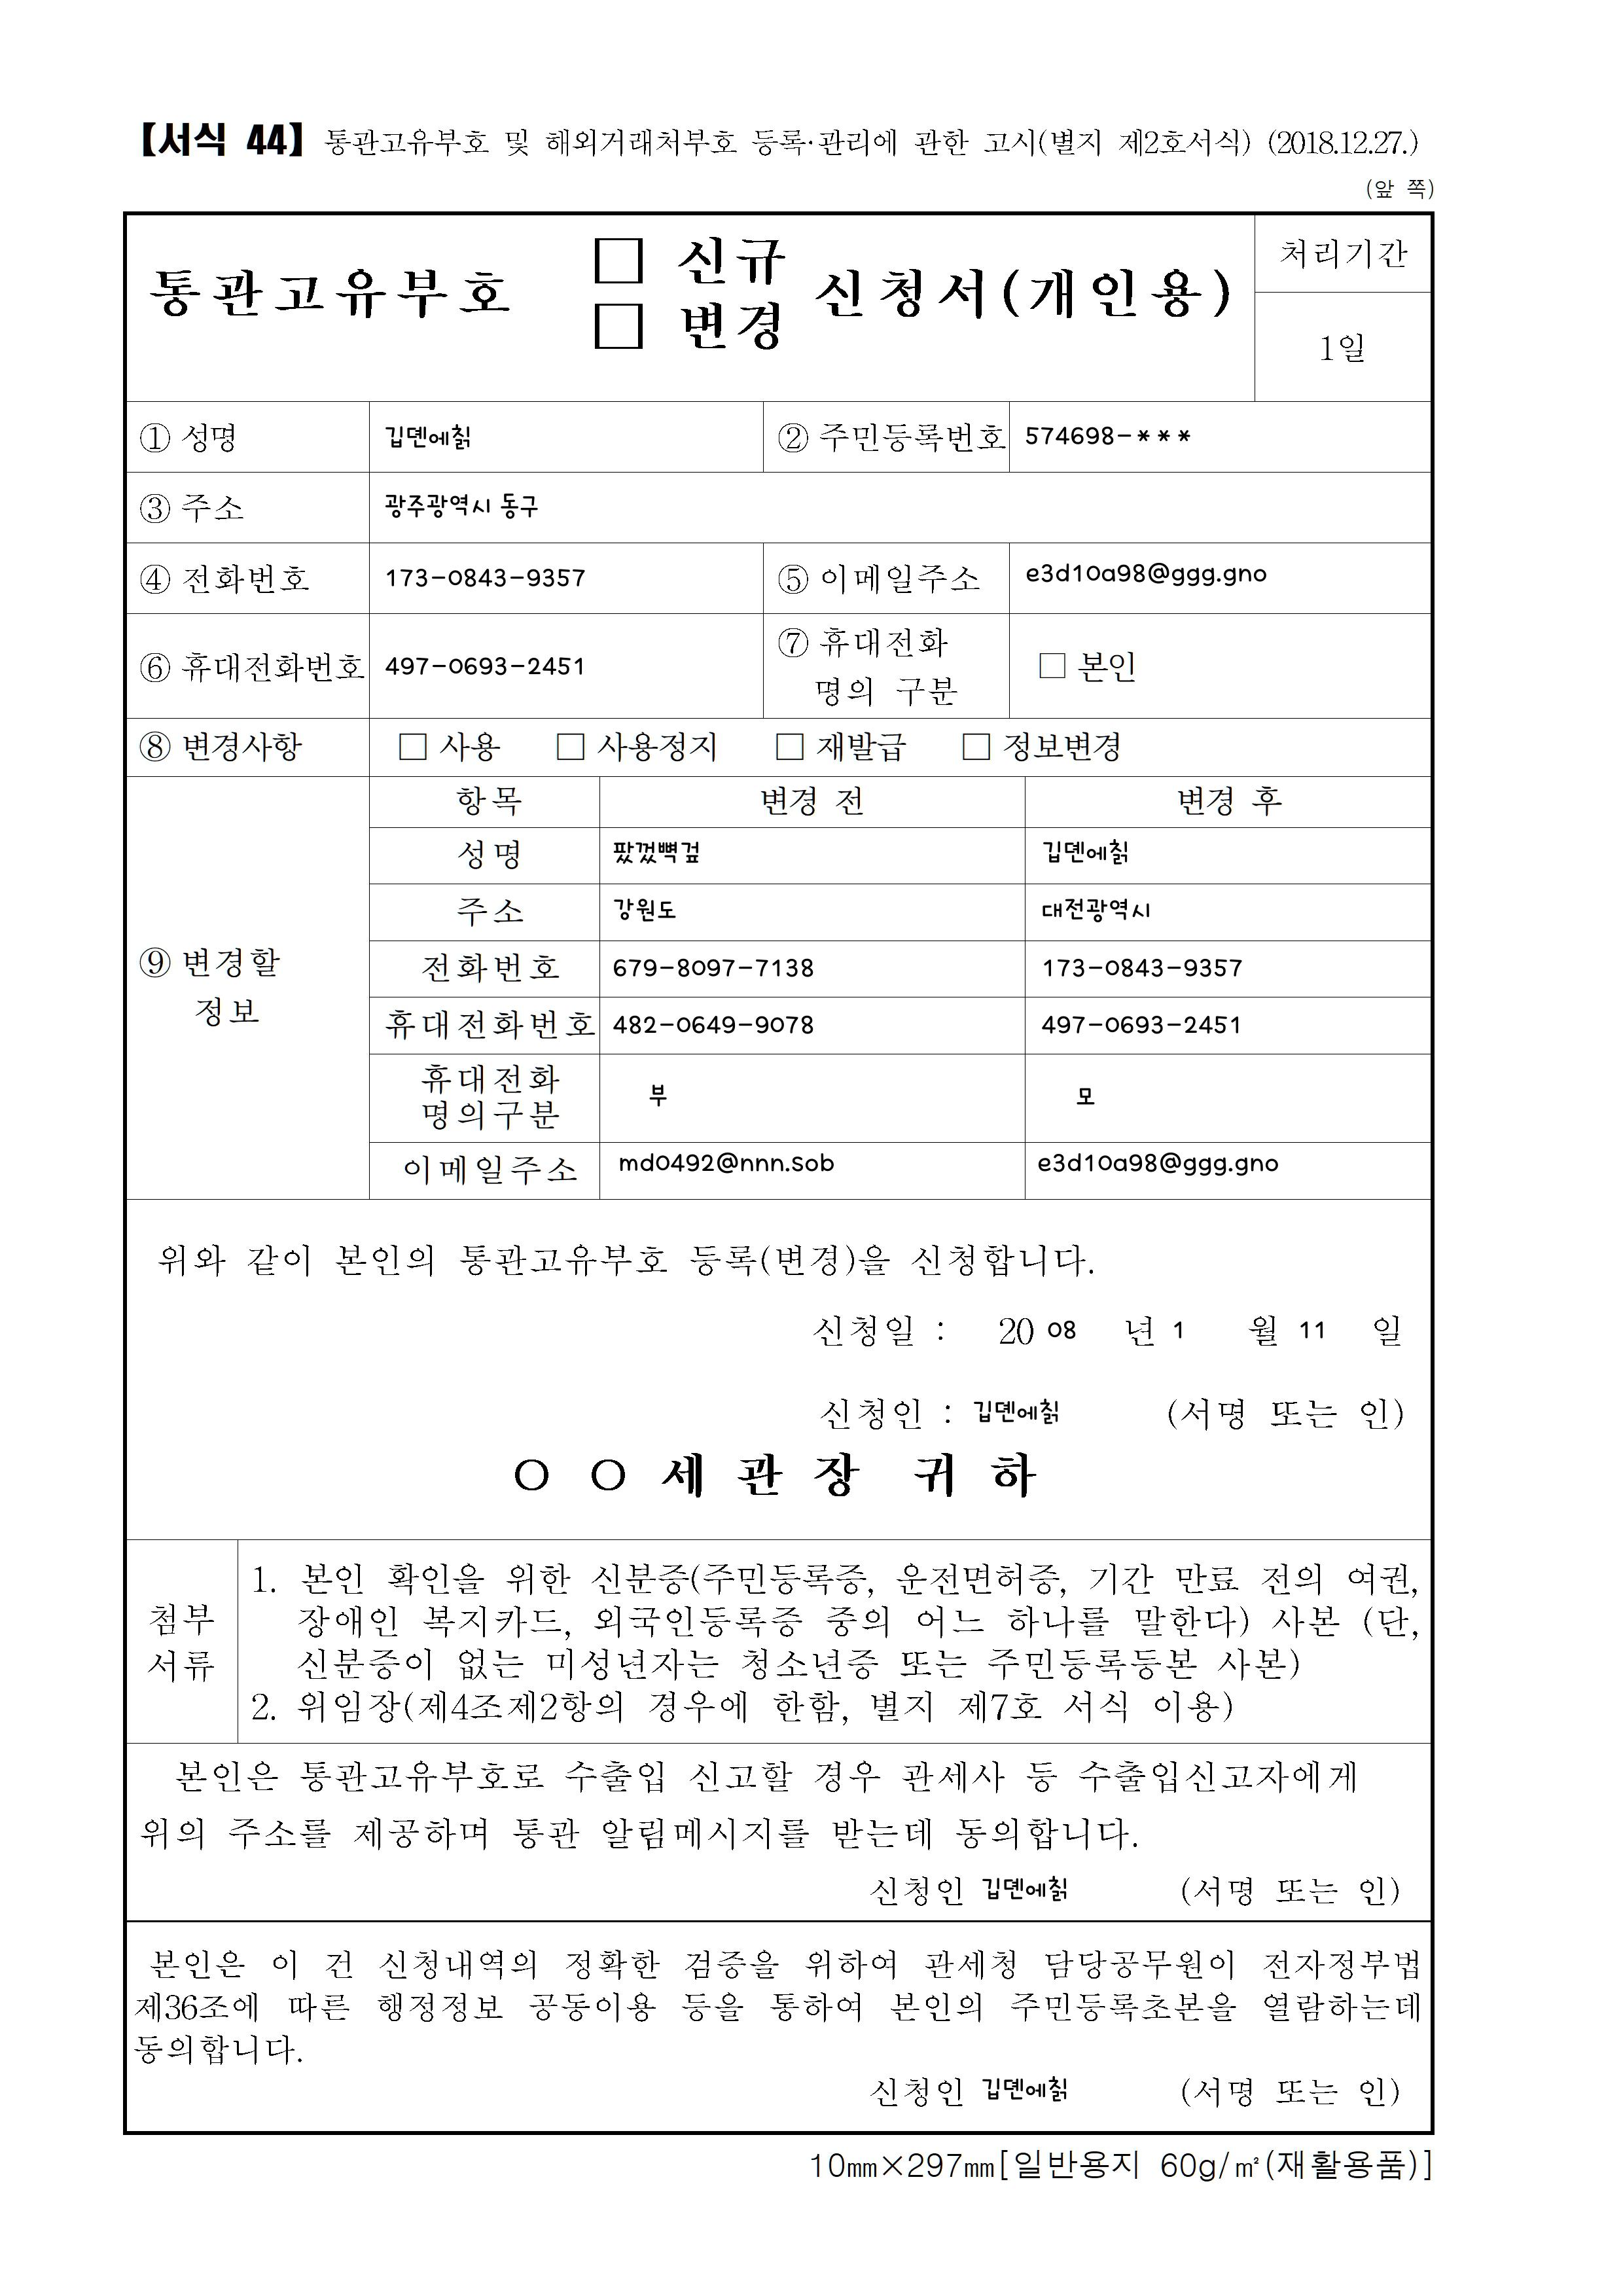 【서식 44】 통관고유부호 및 해외거래처부호 등록·관리에 관한 고시(별지 제2호서식) (2018.12.27.)
(앞 쪽)
통관고유부호 □ 신규 □ 변경 신청서(개인용)
처리기간
1일
① 성명 깁뎬에칡 ② 주민등록번호 574698-***
③ 주소 광주광역시 동구
④ 전화번호 173-0843-9357 ⑤ 이메일주소 e3d10a98@ggg.gno
⑥ 휴대전화번호 497-0693-2451 ⑦ 휴대전화 명의 구분 □ 본인
⑧ 변경사항 □ 사용 □ 사용정지 □ 재발급 □ 정보변경
⑨ 변경할 정보
항목 변경 전 변경 후
성명 팠껐뼉겊 깁뎬에칡
주소 강원도 대전광역시
전화번호 679-8097-7138 173-0843-9357
휴대전화번호 482-0649-9078 497-0693-2451
휴대전화 명의구분 부 모
이메일주소 md0492@nnn.sob e3d10a98@ggg.gno
위와 같이 본인의 통관고유부호 등록(변경)을 신청합니다.
신청일 : 20 08 년 1 월 11 일
신청인 : 깁뎬에칡 (서명 또는 인)
○ ○ 세 관 장 귀 하
첨부 서류
1. 본인 확인을 위한 신분증(주민등록증, 운전면허증, 기간 만료 전의 여권,
장애인 복지카드, 외국인등록증 중의 어느 하나를 말한다) 사본 (단,
신분증이 없는 미성년자는 청소년증 또는 주민등록등본 사본)
2. 위임장(제4조제2항의 경우에 한함, 별지 제7호 서식 이용)
본인은 통관고유부호로 수출입 신고할 경우 관세사 등 수출입신고자에게
위의 주소를 제공하며 통관 알림메시지를 받는데 동의합니다.
신청인 깁뎬에칡 (서명 또는 인)
본인은 이 건 신청내역의 정확한 검증을 위하여 관세청 담당공무원이 전자정부법
제36조에 따른 행정정보 공동이용 등을 통하여 본인의 주민등록초본을 열람하는데
동의합니다.
신청인 깁뎬에칡 (서명 또는 인)
10㎜×297㎜[일반용지 60g/㎡(재활용품)]